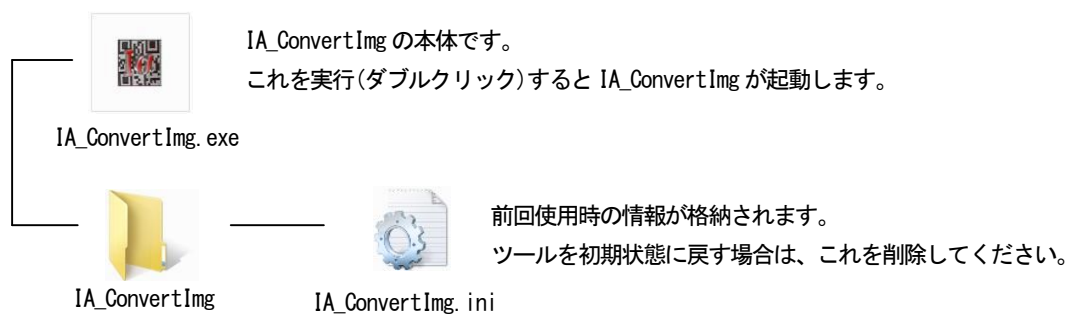 IA_ConvertImg の本体です。
これを実行(ダブルクリック)すると IA_ConvertImg が起動します。
IA_ConvertImg.exe
前回使用時の情報が格納されます。
ツールを初期状態に戻す場合は、これを削除してください。
IA_ConvertImg
IA_ConvertImg.ini